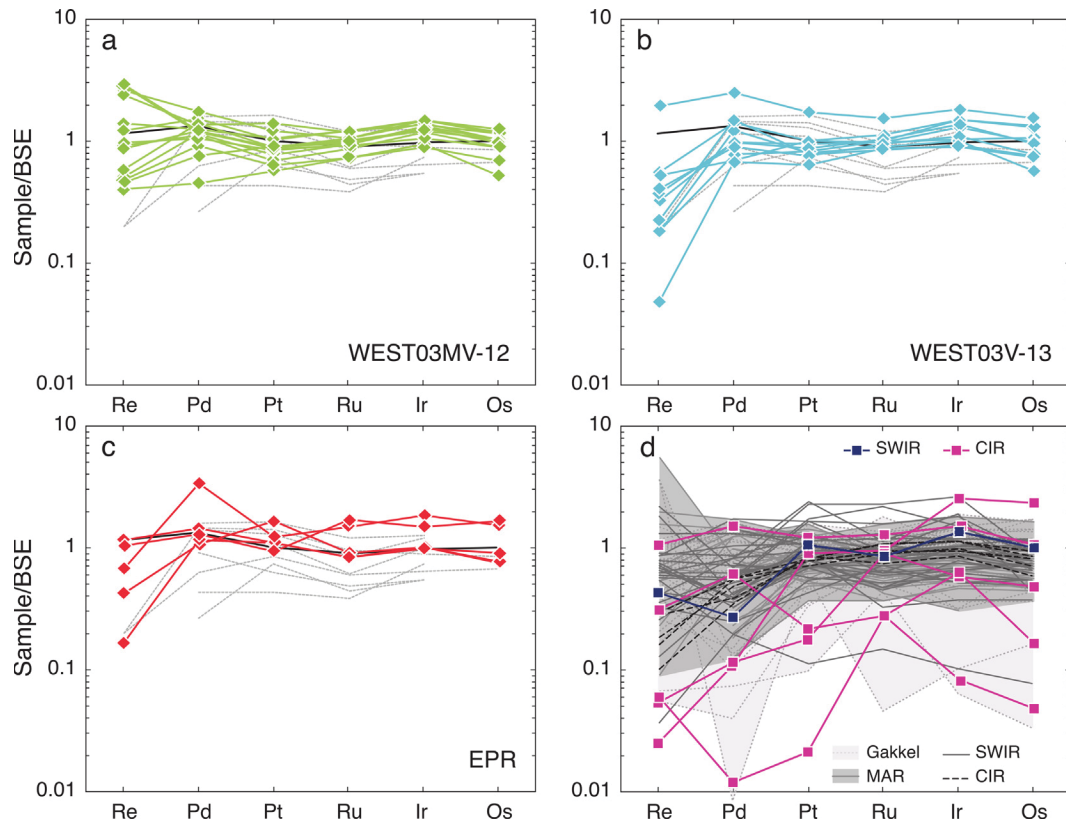 10
a
1
0.1
0.01
Sample/BSE
WEST03MV-12
Re Pd Pt Ru Ir Os
10
b
1
0.1
0.01
WEST03V-13
Re Pd Pt Ru Ir Os
10
c
1
0.1
0.01
Sample/BSE
EPR
Re Pd Pt Ru Ir Os
10
d
SWIR CIR
1
0.1
0.01
Gakkel SWIR
MAR CIR
Re Pd Pt Ru Ir Os